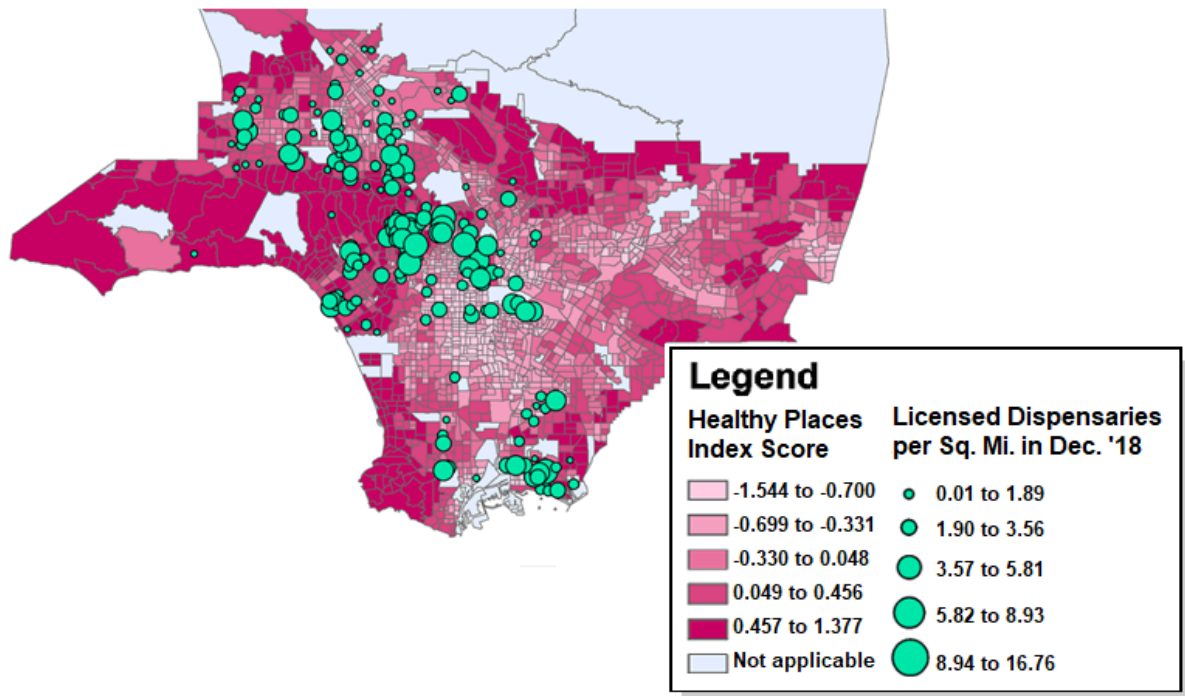 Legend
Healthy Places
Index Score
-1.544 to -0.700
-0.699 to -0.331
-0.330 to 0.048
0.049 to 0.456
0.457 to 1.377
Not applicable
Licensed Dispensaries
per Sq. Mi. in Dec. '18
0.01 to 1.89
1.90 to 3.56
3.57 to 5.81
5.82 to 8.93
8.94 to 16.76